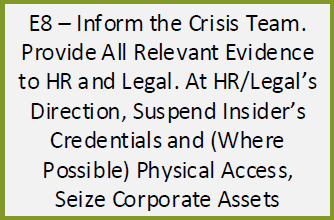 E8 – Inform the Crisis Team.
Provide All Relevant Evidence
to HR and Legal. At HR/Legal’s
Direction, Suspend Insider’s
Credentials and (Where
Possible) Physical Access,
Seize Corporate Assets